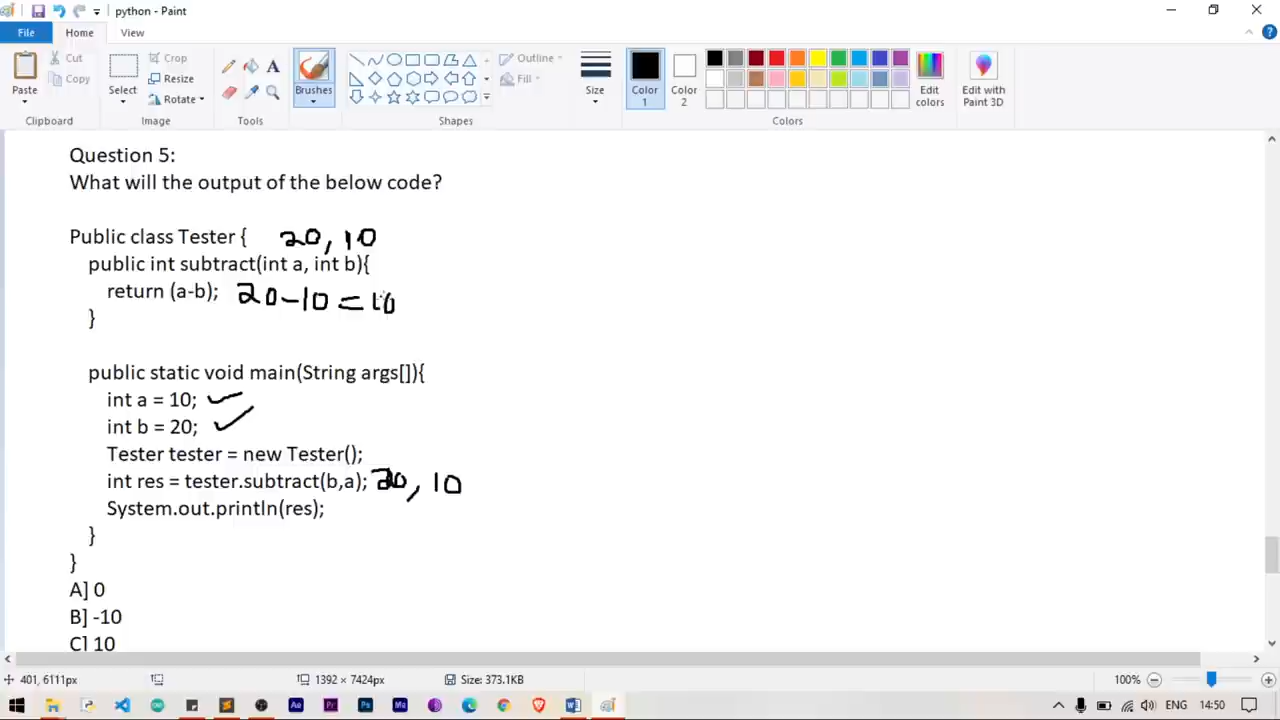 python - Paint
File Home View
Paste
Cut
Copy
Clipboard
Select
Crop
Resize
Rotate
Image
Tools
Brushes
Shapes
Outline
Fill
Size
Color 1
Color 2
Colors
Edit colors
Edit with Paint 3D
Question 5:
What will the output of the below code?
Public class Tester { 20, 10
public int subtract(int a, int b){
return (a-b); 20-10=10
}
public static void main(String args[]){
int a = 10;
int b = 20;
Tester tester = new Tester();
int res = tester.subtract(b,a); 20, 10
System.out.println(res);
}
}
A] 0
B] -10
C] 10
401, 6111px 1392 × 7424px Size: 373.1KB 100%
ENG 14:50